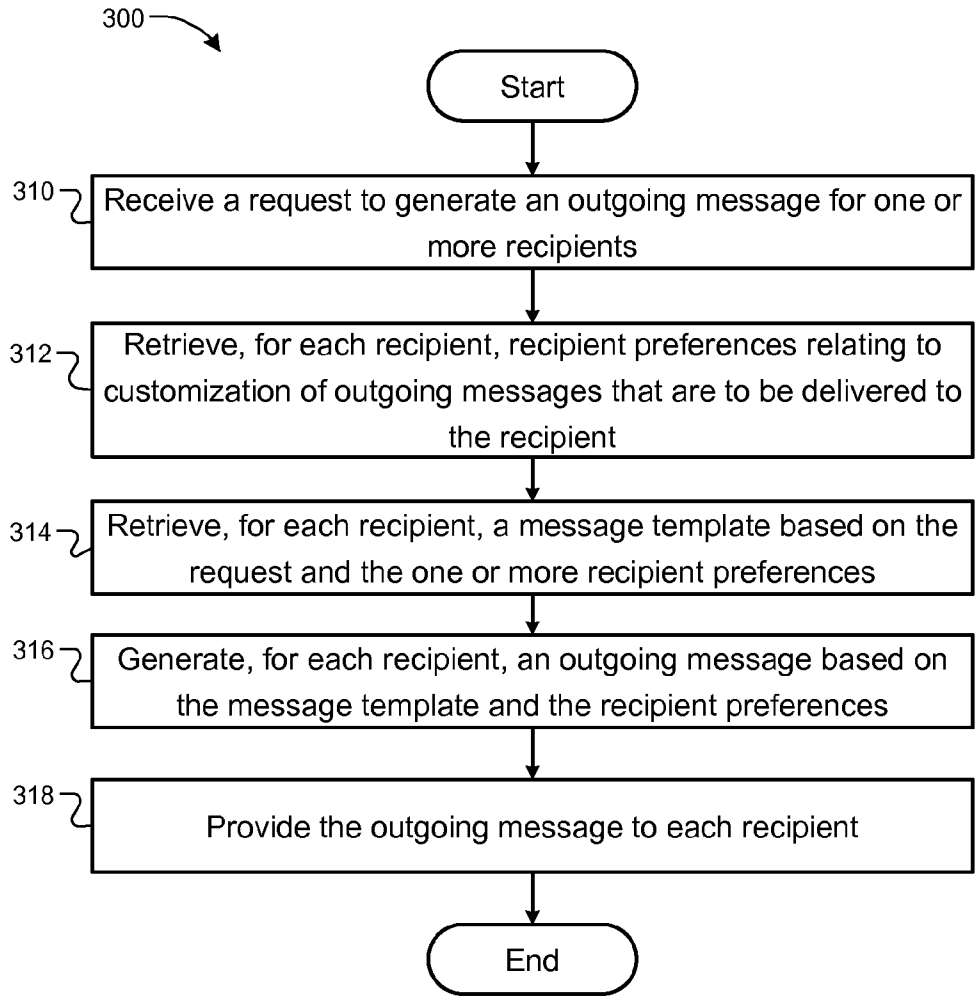 300
Start
310
Receive a request to generate an outgoing message for one or
more recipients
312
Retrieve, for each recipient, recipient preferences relating to
customization of outgoing messages that are to be delivered to
the recipient
314
Retrieve, for each recipient, a message template based on the
request and the one or more recipient preferences
316
Generate, for each recipient, an outgoing message based on
the message template and the recipient preferences
318
Provide the outgoing message to each recipient
End